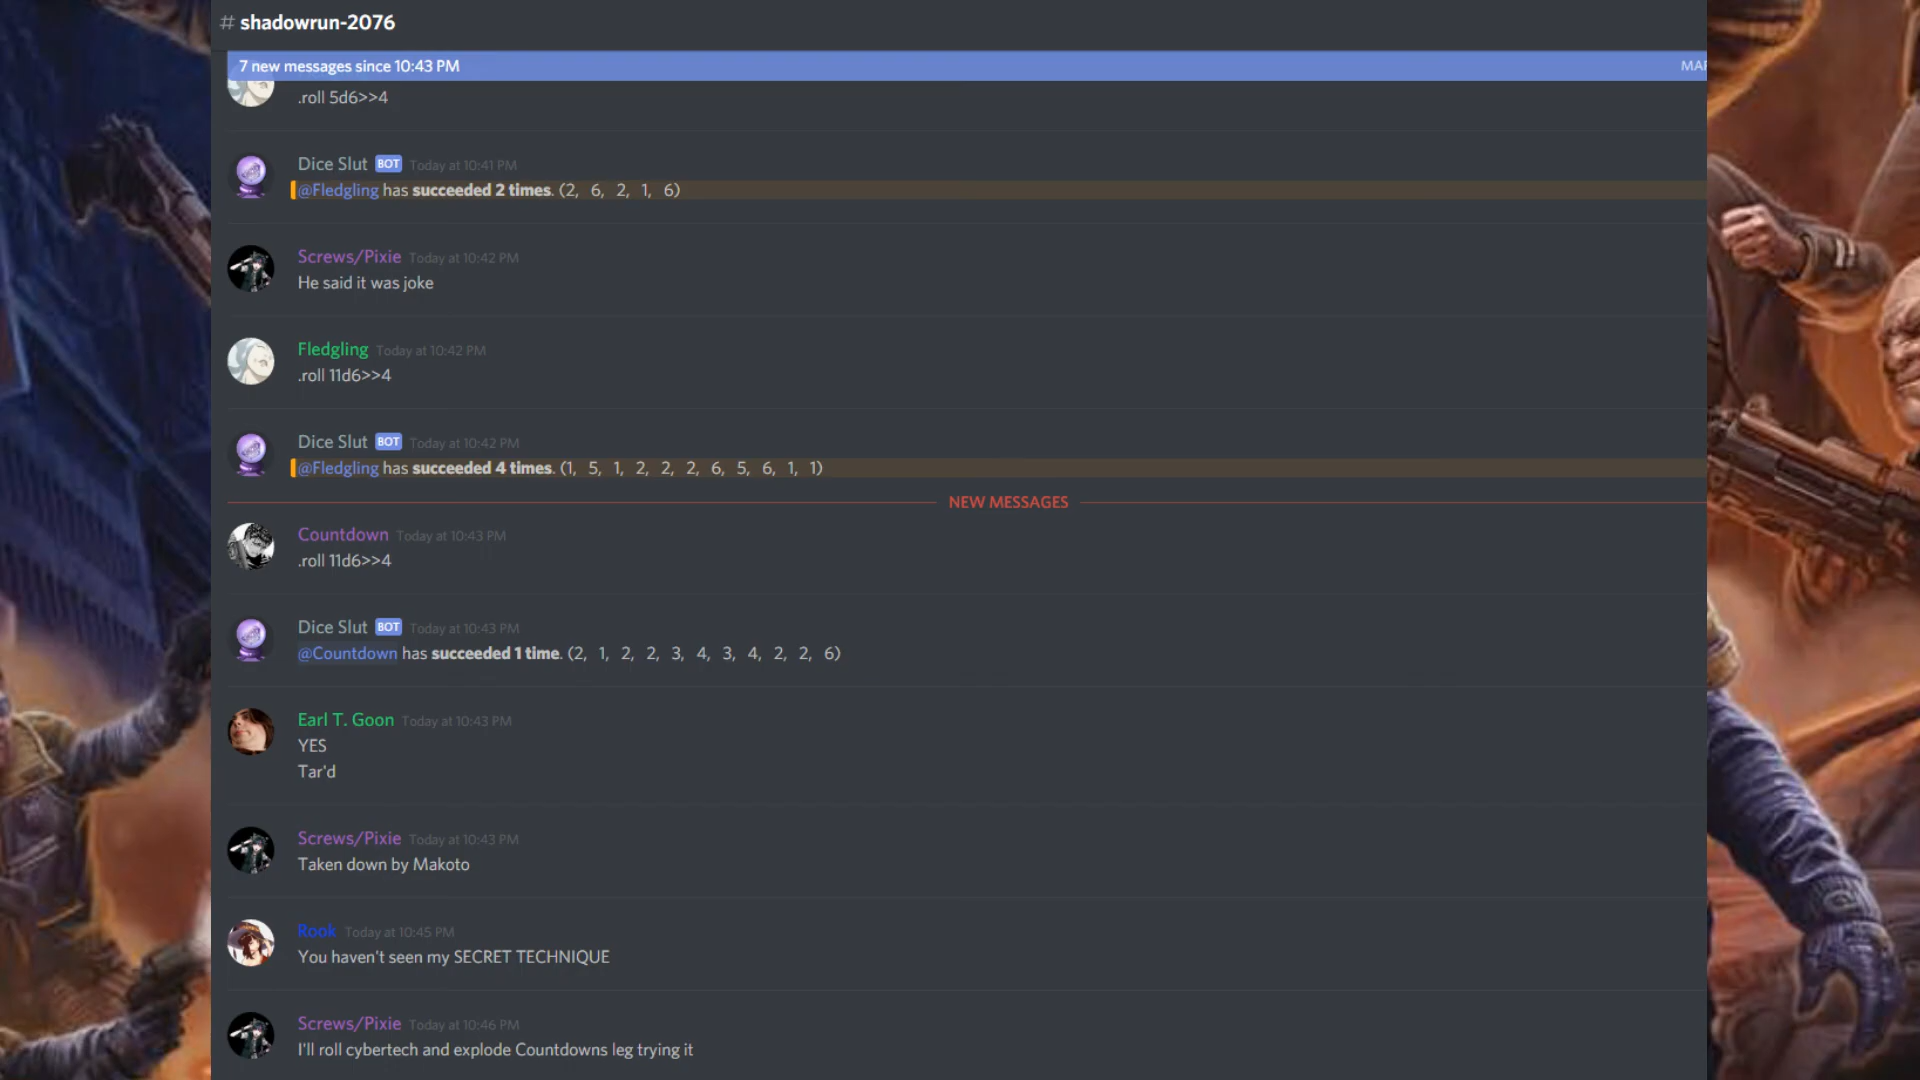 # shadowrun-2076
7 new messages since 10:43 PM
.roll 5d6>>4
Dice Slut BOT Today at 10:41 PM
@Fledgling has succeeded 2 times. (2, 6, 2, 1, 6)
Screws/Pixie Today at 10:42 PM
He said it was joke
Fledgling Today at 10:42 PM
.roll 11d6>>4
Dice Slut BOT Today at 10:42 PM
@Fledgling has succeeded 4 times. (1, 5, 1, 2, 2, 2, 6, 5, 6, 1, 1)
NEW MESSAGES
Countdown Today at 10:43 PM
.roll 11d6>>4
Dice Slut BOT Today at 10:43 PM
@Countdown has succeeded 1 time. (2, 1, 2, 2, 3, 4, 3, 4, 2, 2, 6)
Earl T. Goon Today at 10:43 PM
YES
Tar'd
Screws/Pixie Today at 10:43 PM
Taken down by Makoto
Rook Today at 10:45 PM
You haven't seen my SECRET TECHNIQUE
Screws/Pixie Today at 10:46 PM
I'll roll cybertech and explode Countdowns leg trying it